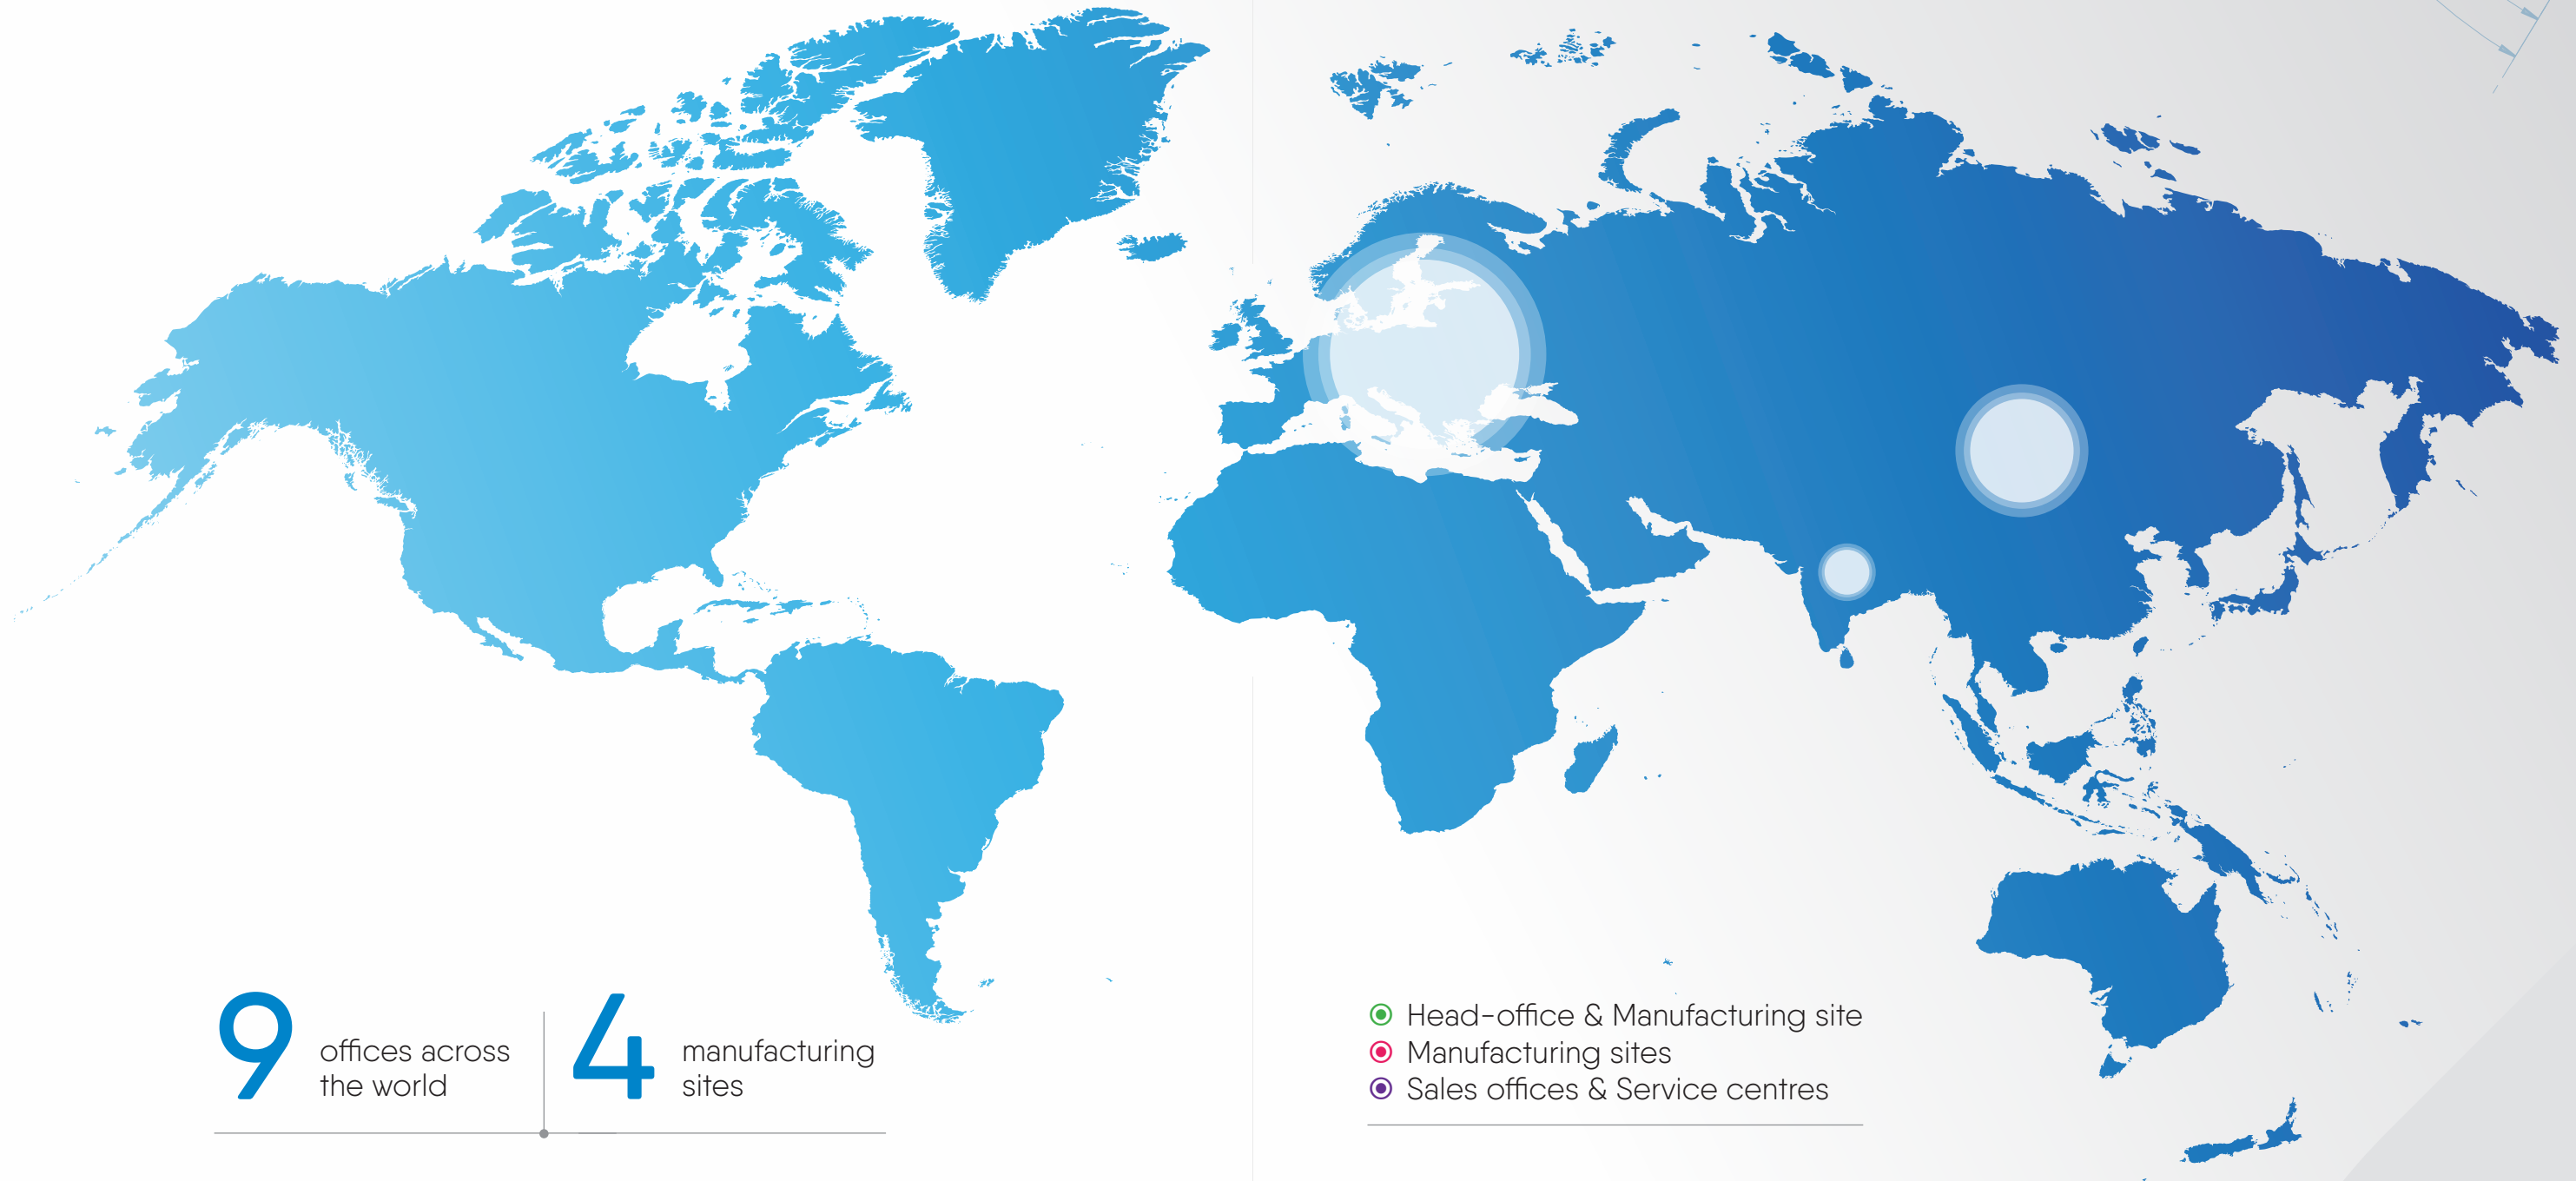 9
offices across
the world
4
manufacturing
sites
Head-office & Manufacturing site
Manufacturing sites
Sales offices & Service centres